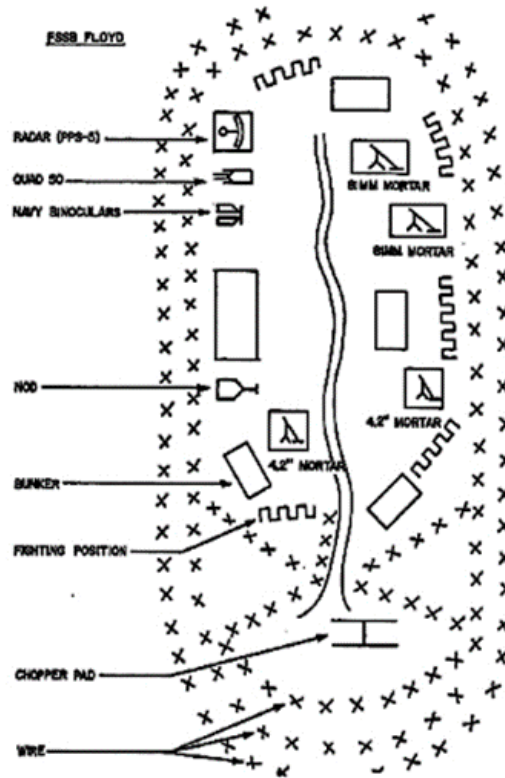 FSSB FLOYD
RADAR (PPS-5)
QUAD 50
NAVY BINOCULARS
81MM MORTAR
81MM MORTAR
NOD
4.2" MORTAR
4.2" MORTAR
BUNKER
FIGHTING POSITION
CHOPPER PAD
WIRE